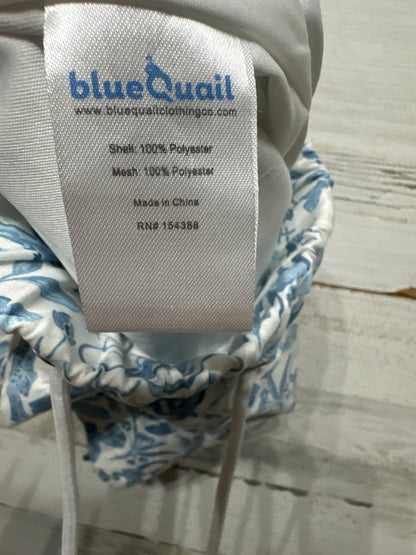 blueQuail
www.bluequailclothingco.com
Shell: 100% Polyester
Mesh: 100% Polyester
Made in China
RN# 154388